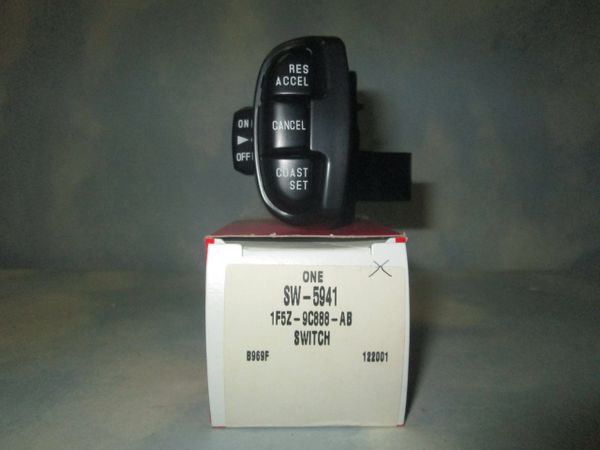 RES
ACCEL
ON
CANCEL
OFF
COAST
SET
ONE
SW-5941
1F5Z-9C888-AB
SWITCH
B969F 122001